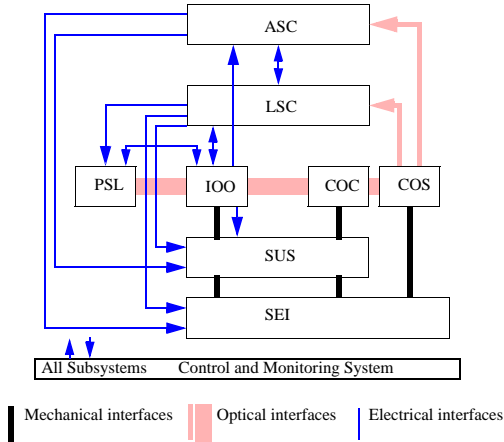 ASC
LSC
PSL
IOO
COC
COS
SUS
SEI
All Subsystems Control and Monitoring System
Mechanical interfaces
Optical interfaces
Electrical interfaces